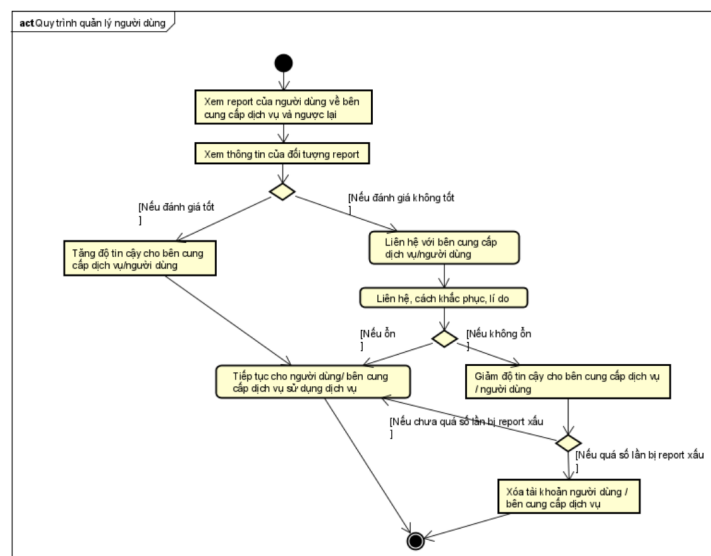 act Quy trình quản lý người dùng
Xem report của người dùng về bên
cung cấp dịch vụ và ngược lại
Xem thông tin của đối tượng report
[Nếu đánh giá tốt
]
[Nếu đánh giá không tốt
]
Tăng độ tin cậy cho bên cung
cấp dịch vụ/người dùng
Liên hệ với bên cung cấp
dịch vụ/người dùng
Liên hệ, cách khắc phục, lí do
[Nếu ổn
]
[Nếu không ổn
]
Tiếp tục cho người dùng/ bên cung
cấp dịch vụ sử dụng dịch vụ
Giảm độ tin cậy cho bên cung cấp dịch vụ
/ người dùng
[Nếu chưa quá số lần bị report xấu
]
[Nếu quá số lần bị report xấu
]
Xóa tài khoản người dùng /
bên cung cấp dịch vụ